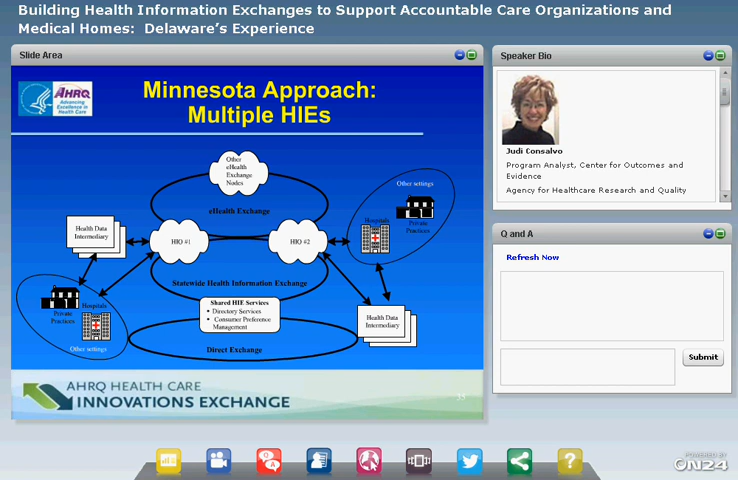 Building Health Information Exchanges to Support Accountable Care Organizations and
Medical Homes: Delaware's Experience
Slide Area
AHRQ
Advancing
Excellence in
Health Care
Minnesota Approach:
Multiple HIEs
Other
eHealth
Exchange
Nodes
eHealth Exchange
Other settings
Private
Practices
Hospitals
Health Data
Intermediary
HIO #1
HIO #2
Statewide Health Information Exchange
Shared HIE Services
• Directory Services
• Consumer Preference
Management
Health Data
Intermediary
Direct Exchange
Private
Practices
Hospitals
Other settings
AHRQ HEALTH CARE
INNOVATIONS EXCHANGE
35
Speaker Bio
Judi Consalvo
Program Analyst, Center for Outcomes and
Evidence
Agency for Healthcare Research and Quality
Q and A
Refresh Now
Submit
Q
A
?
POWERED BY
ON24